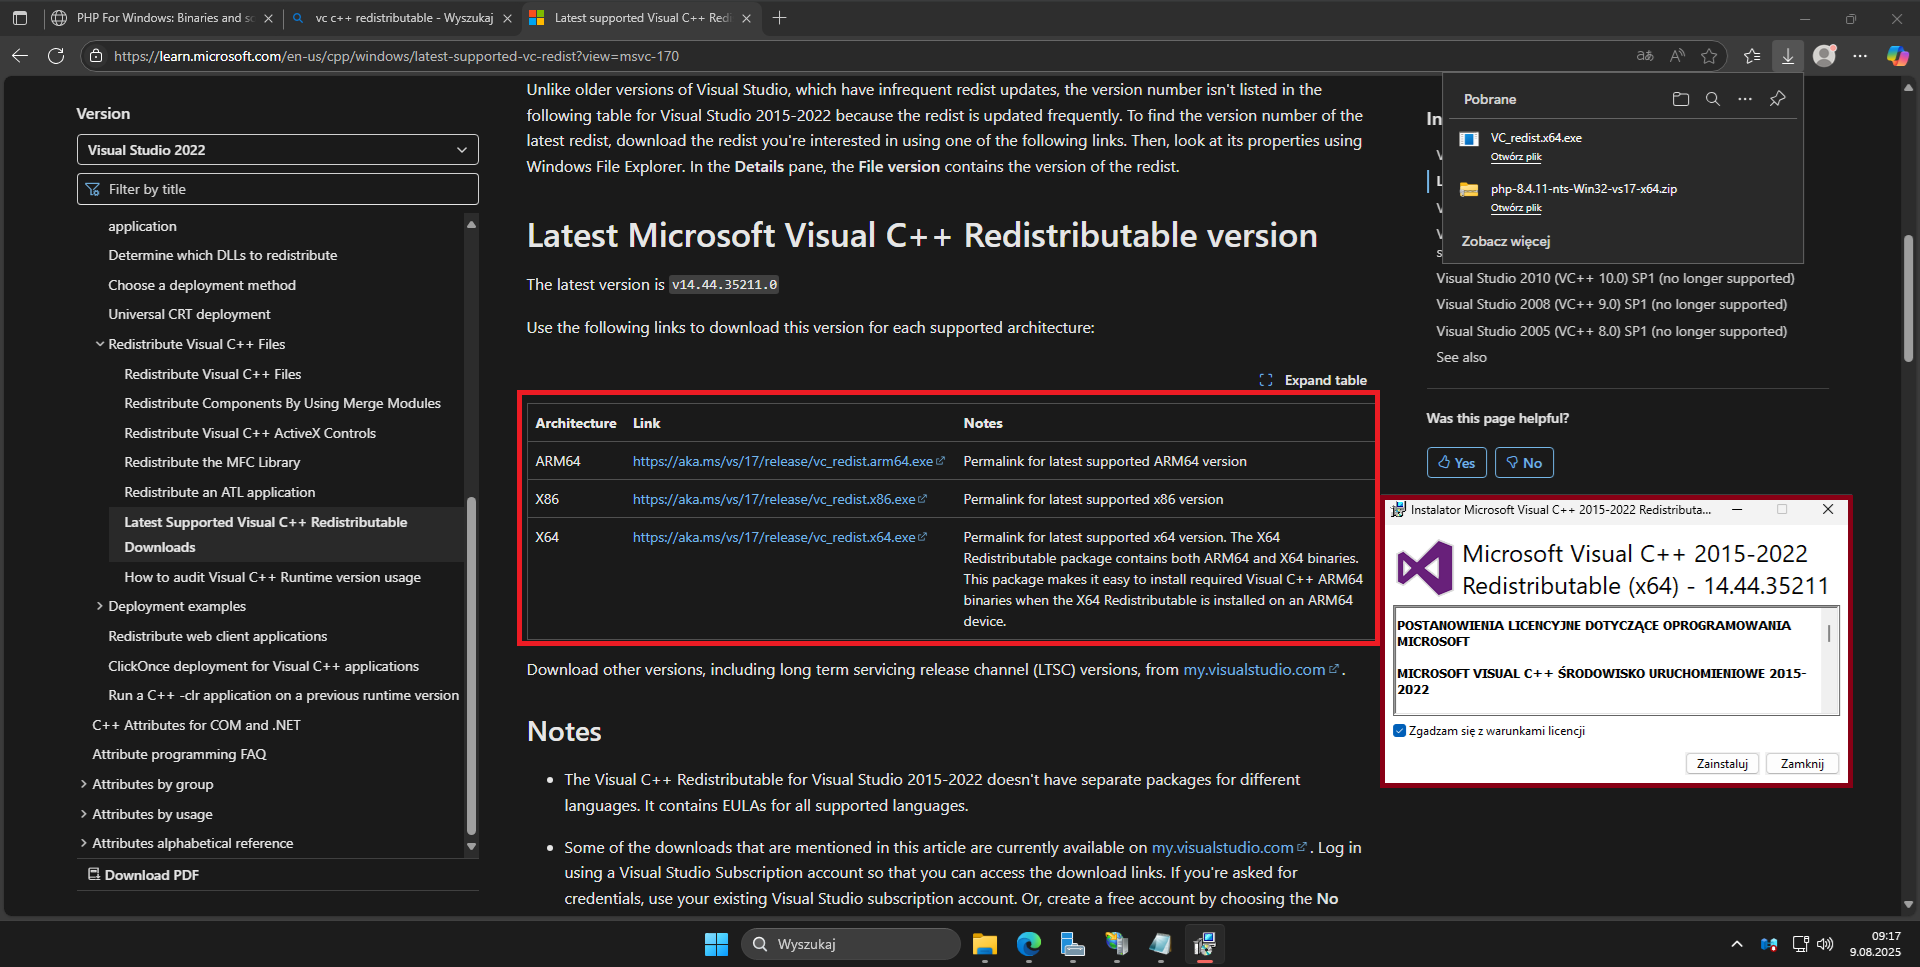 PHP For Windows: Binaries and so
vc c++ redistributable - Wyszukaj
Latest supported Visual C++ Redi
https://learn.microsoft.com/en-us/cpp/windows/latest-supported-vc-redist?view=msvc-170
Version
Visual Studio 2022
Filter by title
application
Determine which DLLs to redistribute
Choose a deployment method
Universal CRT deployment
Redistribute Visual C++ Files
Redistribute Visual C++ Files
Redistribute Components By Using Merge Modules
Redistribute Visual C++ ActiveX Controls
Redistribute the MFC Library
Redistribute an ATL application
Latest Supported Visual C++ Redistributable
Downloads
How to audit Visual C++ Runtime version usage
Deployment examples
Redistribute web client applications
ClickOnce deployment for Visual C++ applications
Run a C++ -clr application on a previous runtime version
C++ Attributes for COM and .NET
Attribute programming FAQ
Attributes by group
Attributes by usage
Attributes alphabetical reference
Download PDF
Unlike older versions of Visual Studio, which have infrequent redist updates, the version number isn't listed in the
following table for Visual Studio 2015-2022 because the redist is updated frequently. To find the version number of the
latest redist, download the redist you're interested in using one of the following links. Then, look at its properties using
Windows File Explorer. In the Details pane, the File version contains the version of the redist.
Latest Microsoft Visual C++ Redistributable version
The latest version is v14.44.35211.0
Use the following links to download this version for each supported architecture:
Expand table
Architecture Link Notes
ARM64 https://aka.ms/vs/17/release/vc_redist.arm64.exe Permalink for latest supported ARM64 version
X86 https://aka.ms/vs/17/release/vc_redist.x86.exe Permalink for latest supported x86 version
X64 https://aka.ms/vs/17/release/vc_redist.x64.exe Permalink for latest supported x64 version. The X64
Redistributable package contains both ARM64 and X64 binaries.
This package makes it easy to install required Visual C++ ARM64
binaries when the X64 Redistributable is installed on an ARM64
device.
Download other versions, including long term servicing release channel (LTSC) versions, from my.visualstudio.com.
Notes
• The Visual C++ Redistributable for Visual Studio 2015-2022 doesn't have separate packages for different
languages. It contains EULAs for all supported languages.
• Some of the downloads that are mentioned in this article are currently available on my.visualstudio.com. Log in
using a Visual Studio Subscription account so that you can access the download links. If you're asked for
credentials, use your existing Visual Studio subscription account. Or, create a free account by choosing the No
In
V
L
V
V
s
Pobrane
VC_redist.x64.exe
Otwórz plik
php-8.4.11-nts-Win32-vs17-x64.zip
Otwórz plik
Zobacz więcej
Visual Studio 2010 (VC++ 10.0) SP1 (no longer supported)
Visual Studio 2008 (VC++ 9.0) SP1 (no longer supported)
Visual Studio 2005 (VC++ 8.0) SP1 (no longer supported)
See also
Was this page helpful?
Yes No
Instalator Microsoft Visual C++ 2015-2022 Redistributa...
Microsoft Visual C++ 2015-2022
Redistributable (x64) - 14.44.35211
POSTANOWIENIA LICENCYJNE DOTYCZĄCE OPROGRAMOWANIA
MICROSOFT
MICROSOFT VISUAL C++ ŚRODOWISKO URUCHOMIENIOWE 2015-
2022
Zgadzam się z warunkami licencji
Zainstaluj Zamknij
Wyszukaj
09:17
9.08.2025